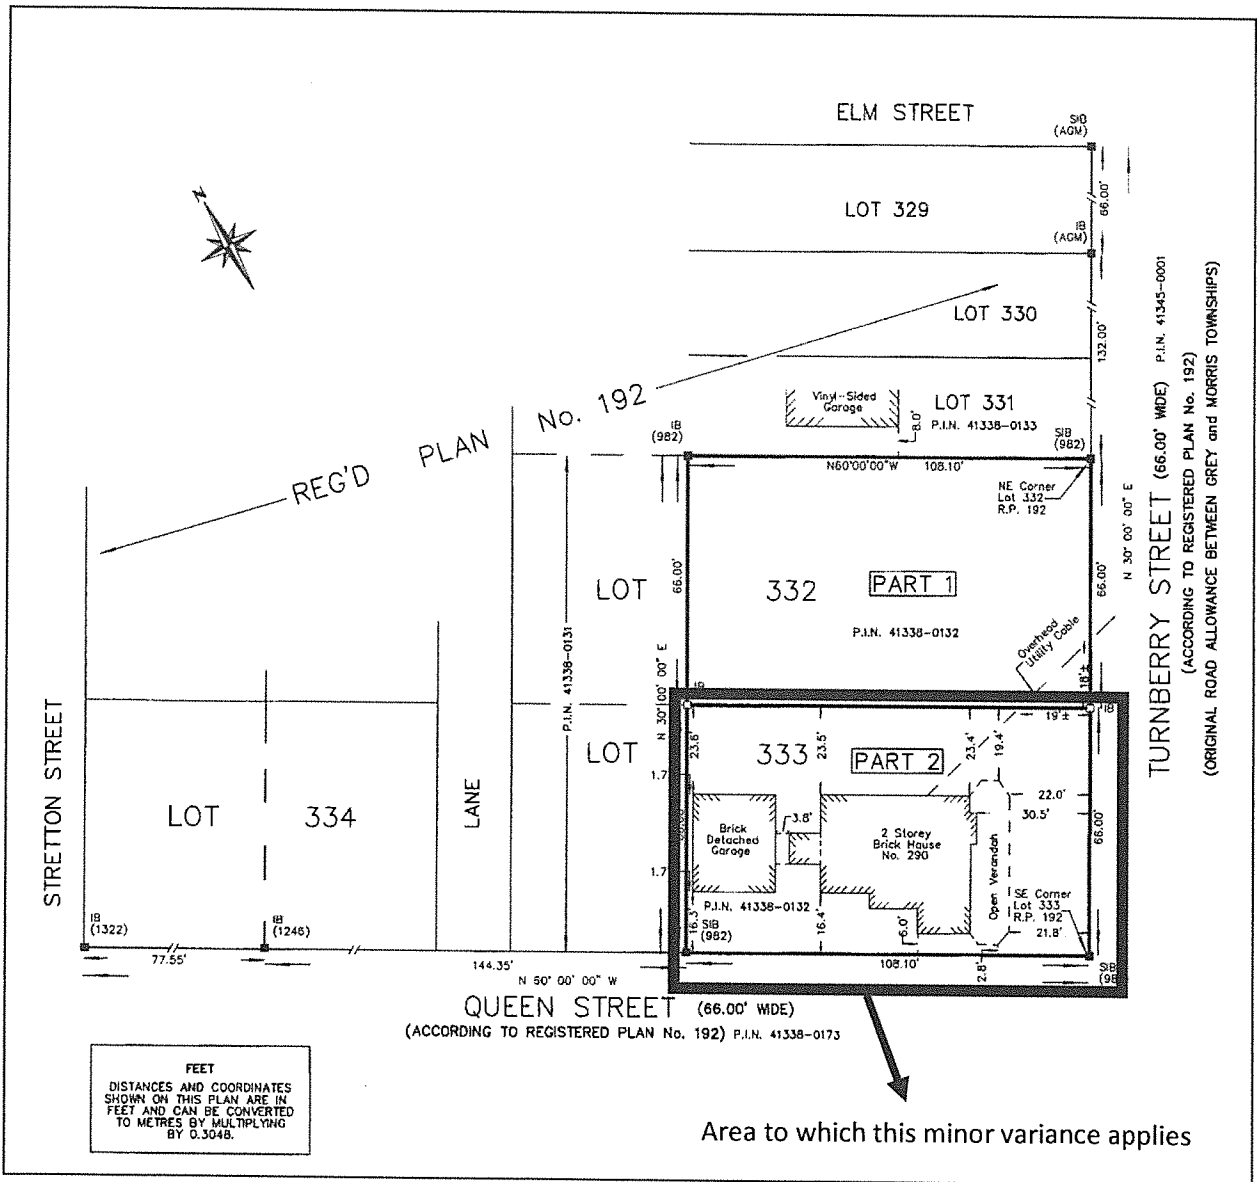 ELM STREET
SIB
(AGM)
66.00'
N
LOT 329
IB
(AGM)
LOT 330
132.00'
REG'D PLAN No. 192
Vinyl-Sided
Garage
8.0'
LOT 331
P.I.N. 41338-0133
IB
(982)
SIB
(982)
N60°00'00"W 108.10'
NE Corner
Lot 332
R.P. 192
N 30° 00' 00" E
TURNBERRY STREET (66.00' WIDE) P.I.N. 41345-0001
(ACCORDING TO REGISTERED PLAN No. 192)
(ORIGINAL ROAD ALLOWANCE BETWEEN GREY and MORRIS TOWNSHIPS)
LOT 332
66.00'
PART 1
66.00'
P.I.N. 41338-0132
P.I.N. 41338-0131
N 30° 00' 00" E
Overhead
Utility Cable
18'±
IB
19'±
IB
STRETTON STREET
LOT 334
LANE
LOT 333
PART 2
23.6'
23.5'
23.4'
19.4'
1.7
22.0'
30.5'
66.00'
Brick
Detached
Garage
3.8'
2 Storey
Brick House
No. 290
Open Verandah
1.7
P.I.N. 41338-0132
SE Corner
Lot 333
R.P. 192
16.3'
SIB
(982)
16.4'
6.0'
21.8'
IB
(1322)
IB
(1246)
77.55'
144.35'
108.10'
2.8'
SIB
N 60° 00' 00" W
QUEEN STREET (66.00' WIDE)
(ACCORDING TO REGISTERED PLAN No. 192) P.I.N. 41338-0173
FEET
DISTANCES AND COORDINATES
SHOWN ON THIS PLAN ARE IN
FEET AND CAN BE CONVERTED
TO METRES BY MULTIPLYING
BY 0.3048.
Area to which this minor variance applies